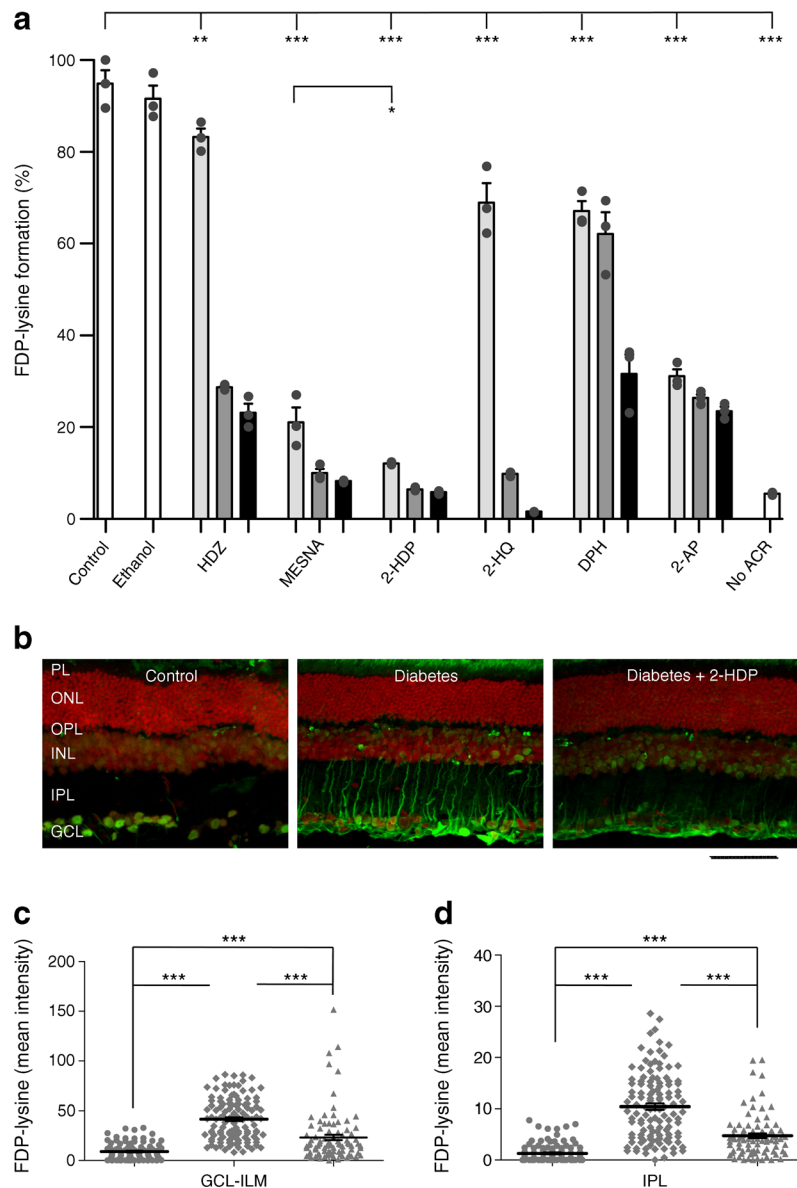 a
** *** *** *** *** *** ***
*
FDP-lysine formation (%)
100
80
60
40
20
0
Control Ethanol HDZ MESNA 2-HDP 2-HQ DPH 2-AP No ACR
b
PL
ONL
OPL
INL
IPL
GCL
Control
Diabetes
Diabetes + 2-HDP
c
FDP-lysine (mean intensity)
200
150
100
50
0
***
*** ***
GCL-ILM
d
FDP-lysine (mean intensity)
40
30
20
10
0
***
*** ***
IPL